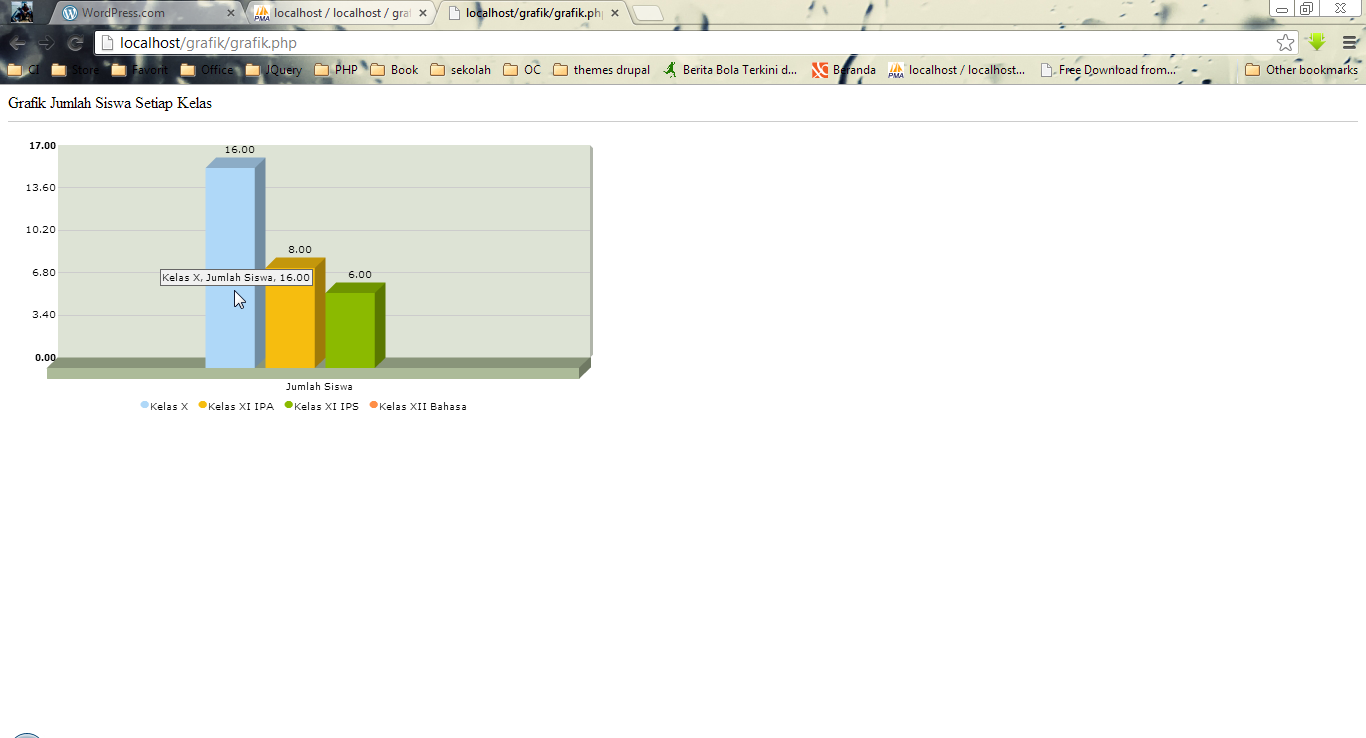 WordPress.com
localhost / localhost / gra
localhost/grafik/grafik.php
localhost/grafik/grafik.php
CI Store Favorit Office JQuery PHP Book sekolah OC themes drupal Berita Bola Terkini d... Beranda PMA localhost / localhost... Free Download from... Other bookmarks
Grafik Jumlah Siswa Setiap Kelas
17.00
16.00
13.60
10.20
8.00
6.80
6.00
Kelas X, Jumlah Siswa, 16.00
3.40
0.00
Jumlah Siswa
Kelas X Kelas XI IPA Kelas XI IPS Kelas XII Bahasa